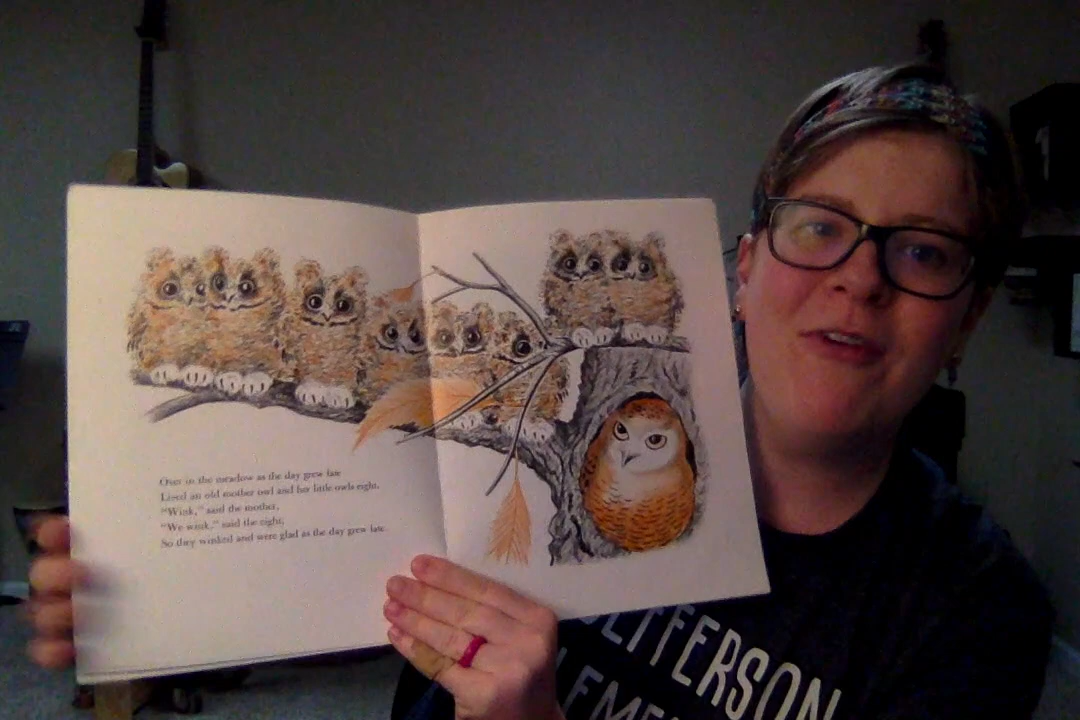 Over in the meadow as the day grew late
Lived an old mother owl and her little owls eight.
"Wink," said the mother,
"We wink," said the eight,
So they winked and were glad as the day grew late.
JEFFERSON
ELEME